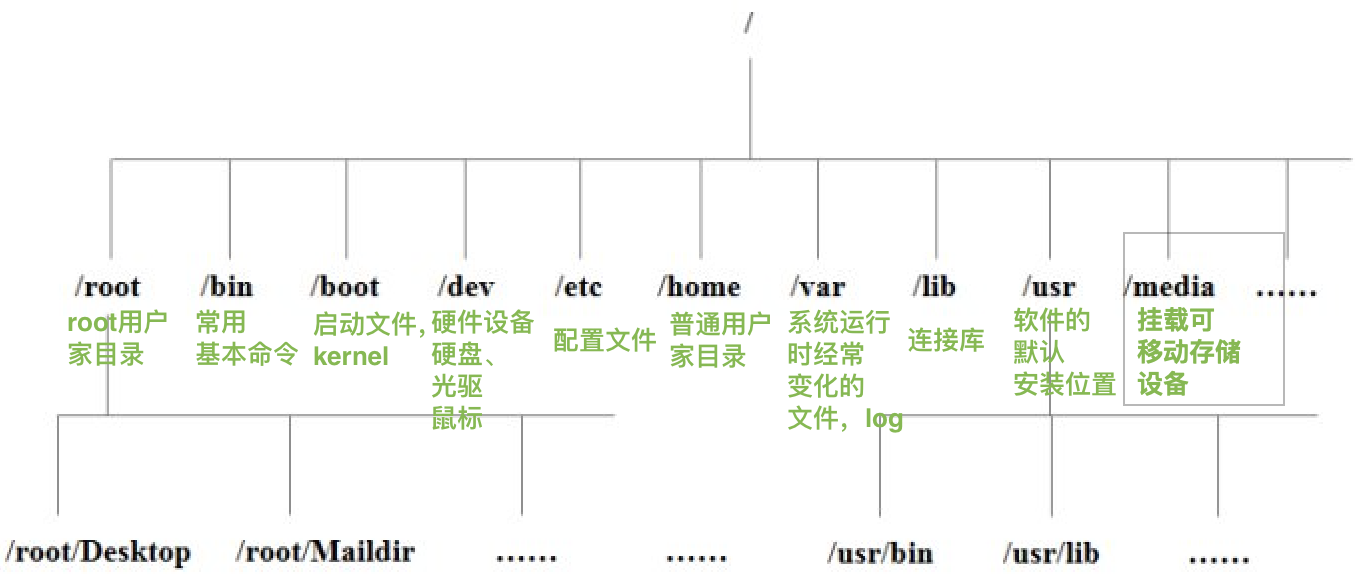 /
/root
/bin
/boot
/dev
/etc
/home
/var
/lib
/usr
/media
……
root用户
家目录
常用
基本命令
启动文件,
kernel
硬件设备
硬盘、
光驱
鼠标
配置文件
普通用户
家目录
系统运行
时经常
变化的
文件，log
连接库
软件的
默认
安装位置
挂载可
移动存储
设备
/root/Desktop
/root/Maildir
……
……
/usr/bin
/usr/lib
……